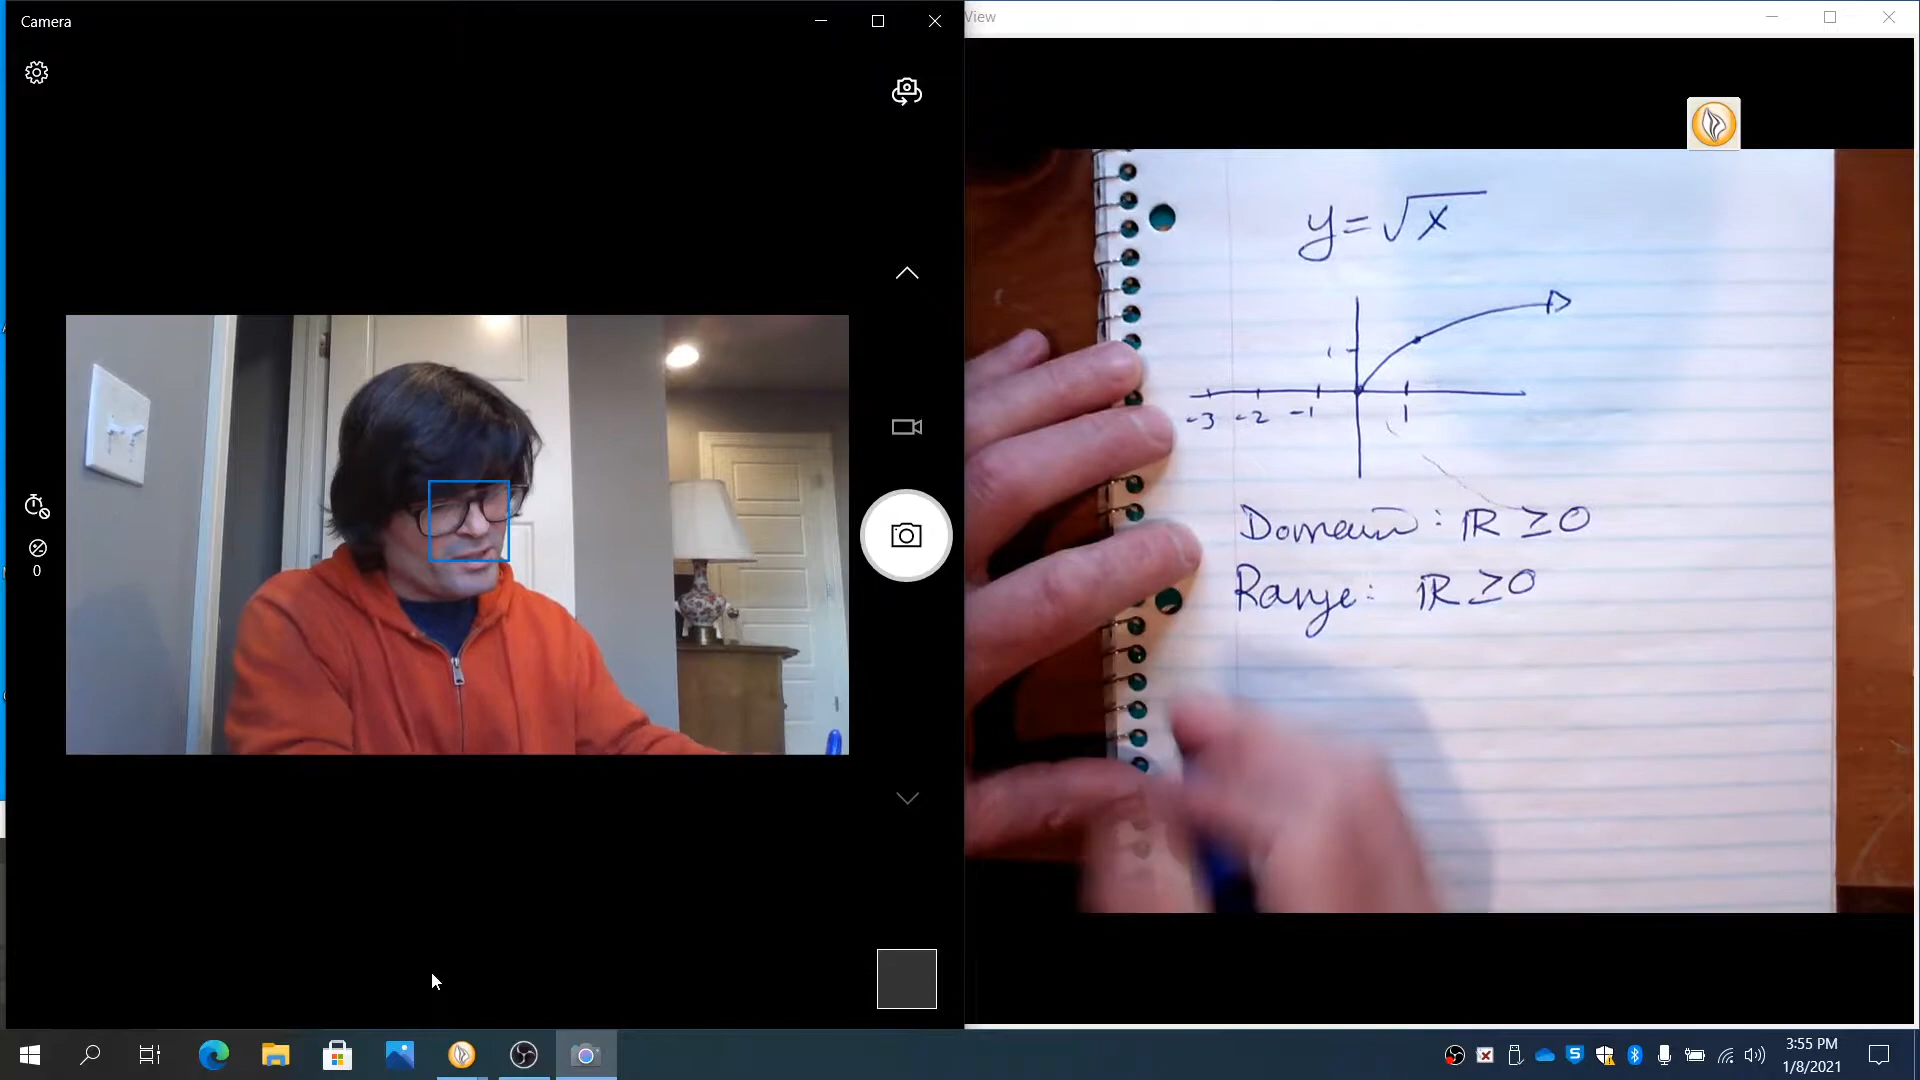 Camera
View
0
y = √x
1
-3 -2 -1 1
Domain : ℝ ≥ 0
Range : ℝ ≥ 0
3:55 PM
1/8/2021